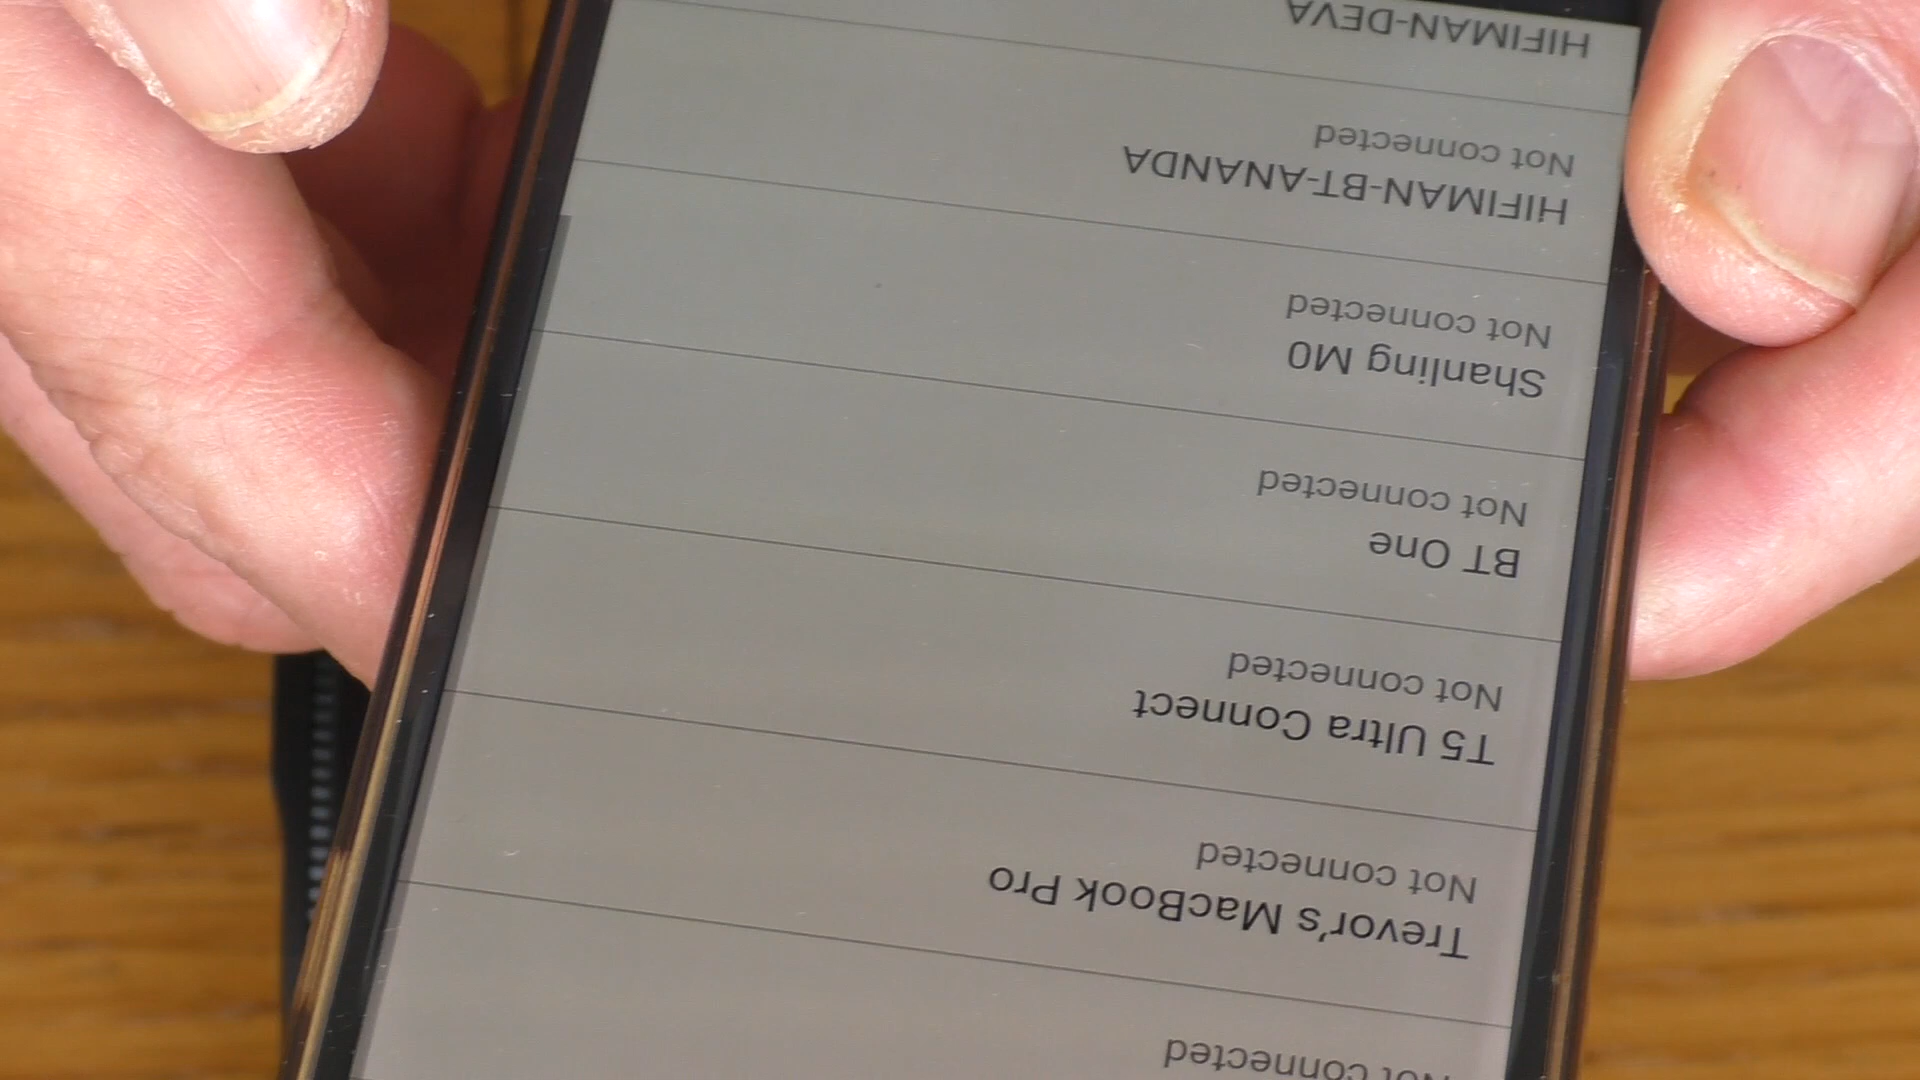 Not connected
Trevor's MacBook Pro
Not connected
T5 Ultra Connect
Not connected
BT One
Not connected
Shanling M0
Not connected
HIFIMAN-BT-ANANDA
Not connected
HIFIMAN-DEVA